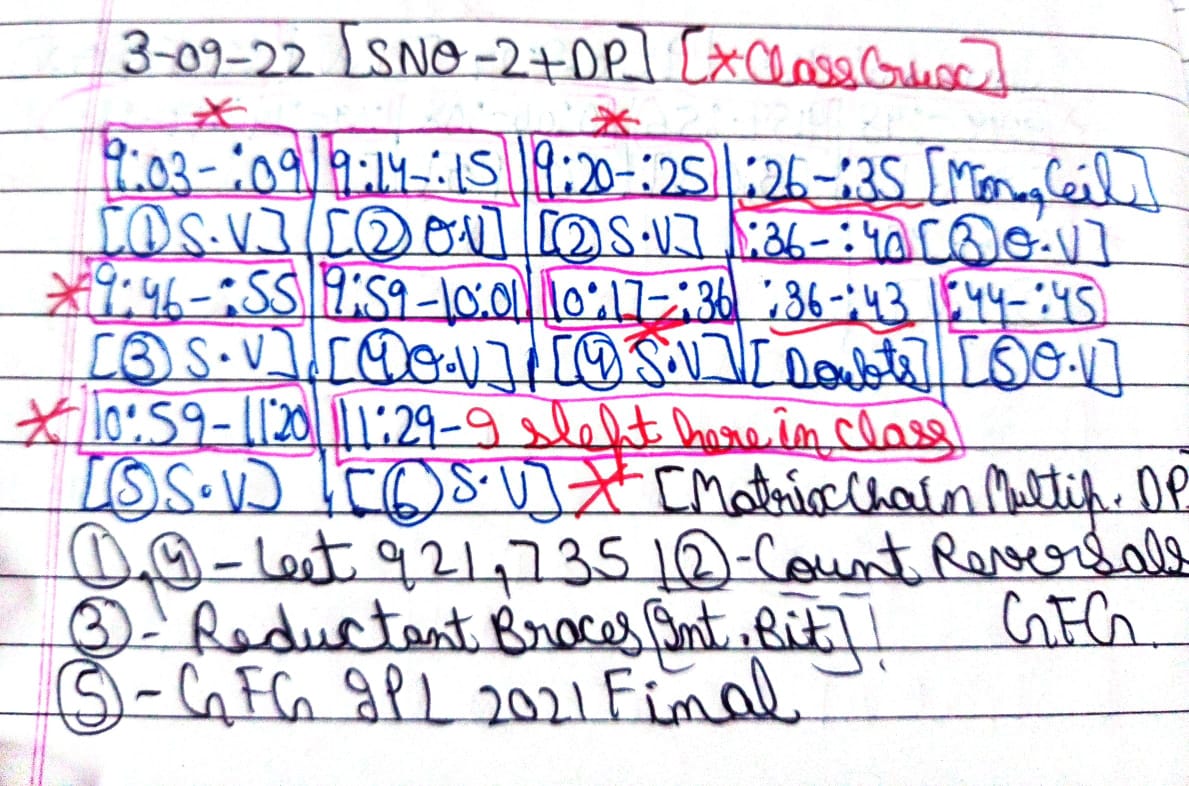 3-09-22 [SNQ-2+DP] [*Class
9:03-:09 | 9:14-:15 | 9:20-:25 | :26-:35 [Mon, Ceil]
[① S.V] [② Q.V] [② S.V] :36-:40 [③ Q.V]
9:46-:55 | 9:59-10:01 | 10:17-:36 :36-:43 | :44-:45
[③ S.V] [④ Q.V] [④ S.V] [Doubts] [⑤ Q.V]
10:59-11:20 | 11:29-I slept here in class
[⑤ S.V] [⑥ S.V] * [Matrix Chain Multip. DP
①, ④ - Leet 921, 735 | ② - Count Reversals
③ - Reductant Braces [Int. Bit] GFG
⑤ - GFG IPL 2021 Final